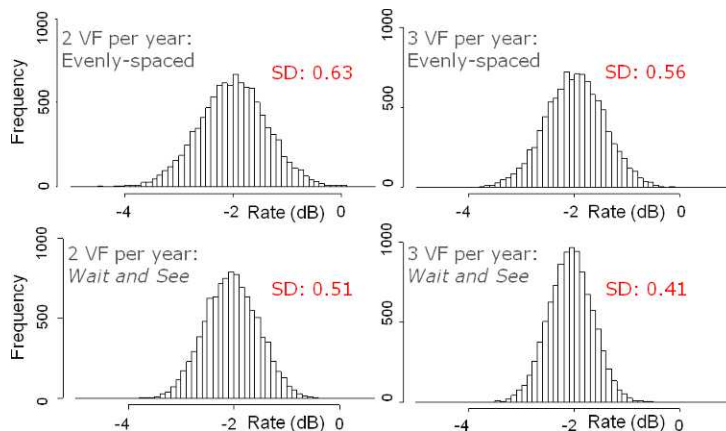 1000
500
0
Frequency
2 VF per year:
Evenly-spaced
SD: 0.63
-4
-2
0
Rate (dB)
1000
500
0
3 VF per year:
Evenly-spaced
SD: 0.56
-4
-2
0
Rate (dB)
1000
500
0
Frequency
2 VF per year:
Wait and See
SD: 0.51
-4
-2
0
Rate (dB)
1000
500
0
3 VF per year:
Wait and See
SD: 0.41
-4
-2
0
Rate (dB)